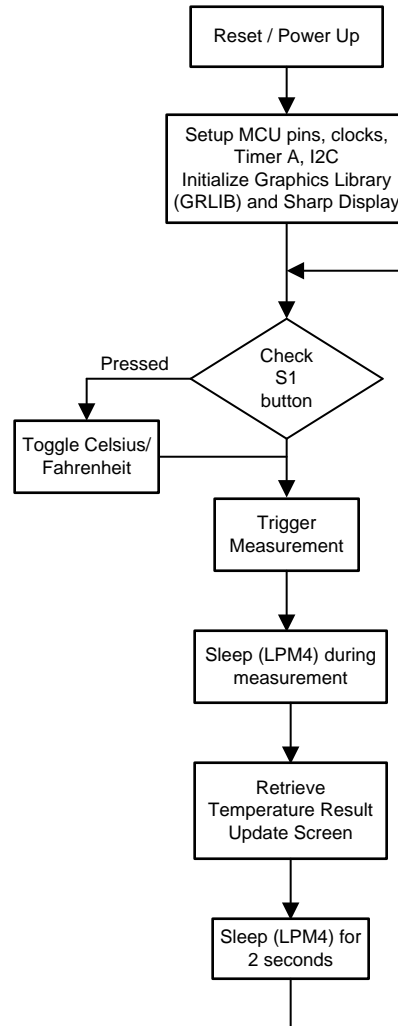 Reset / Power Up
Setup MCU pins, clocks,
Timer A, I2C
Initialize Graphics Library
(GRLIB) and Sharp Display
Check
S1
button
Pressed
Toggle Celsius/
Fahrenheit
Trigger
Measurement
Sleep (LPM4) during
measurement
Retrieve
Temperature Result
Update Screen
Sleep (LPM4) for
2 seconds